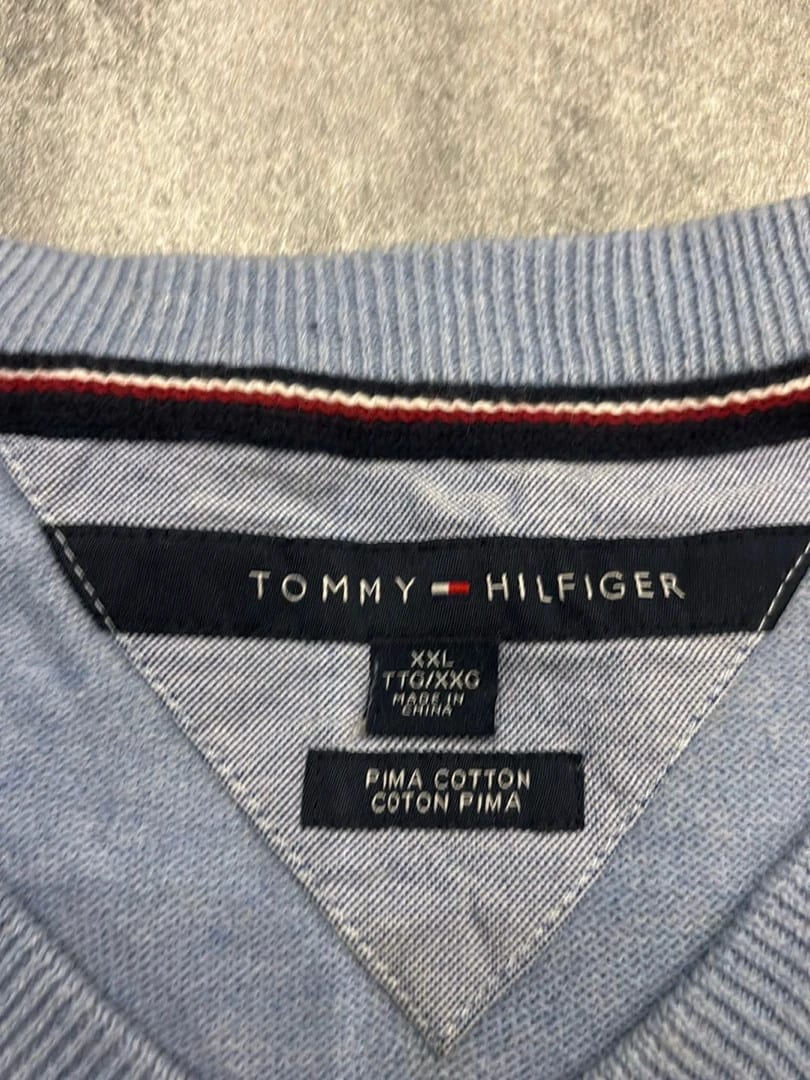 TOMMY HILFIGER
XXL
TTG/XXG
MADE IN
CHINA
PIMA COTTON
COTON PIMA